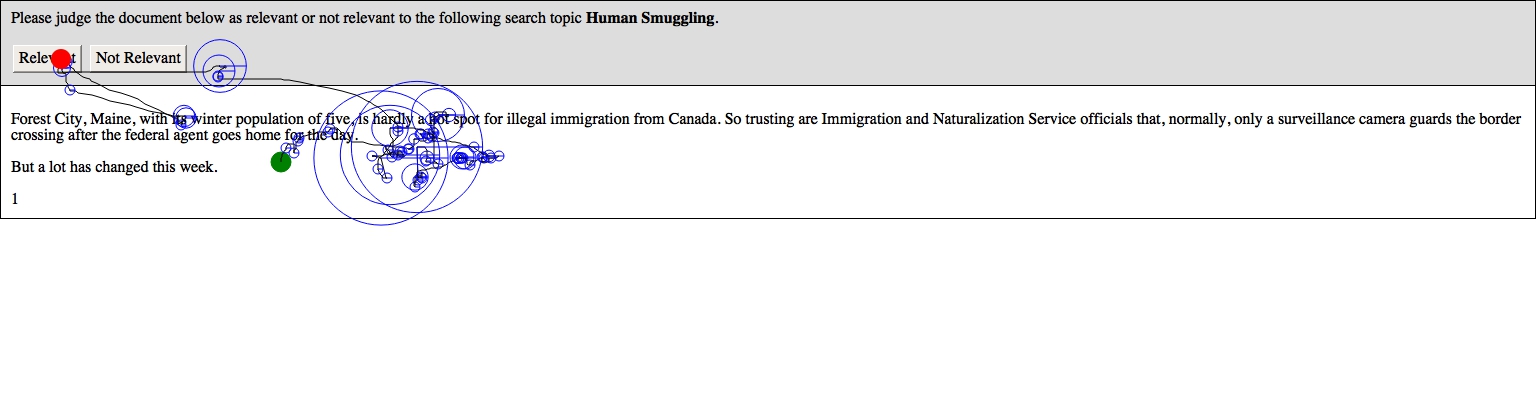 Please judge the document below as relevant or not relevant to the following search topic Human Smuggling.
Relevant Not Relevant
Forest City, Maine, with its winter population of five, is hardly a hot spot for illegal immigration from Canada. So trusting are Immigration and Naturalization Service officials that, normally, only a surveillance camera guards the border
crossing after the federal agent goes home for the day.
But a lot has changed this week.
1